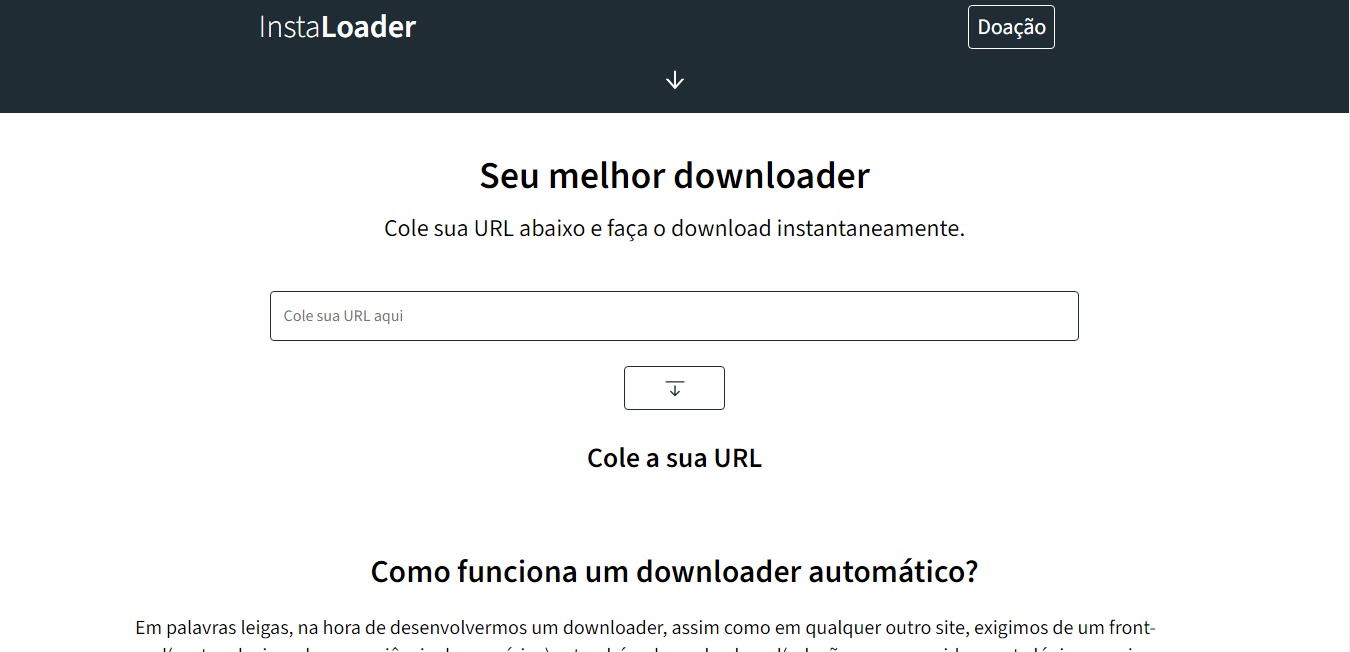 InstaLoader
Doação
Seu melhor downloader
Cole sua URL abaixo e faça o download instantaneamente.
Cole sua URL aqui
Cole a sua URL
Como funciona um downloader automático?
Em palavras leigas, na hora de desenvolvermos um downloader, assim como em qualquer outro site, exigimos de um front-